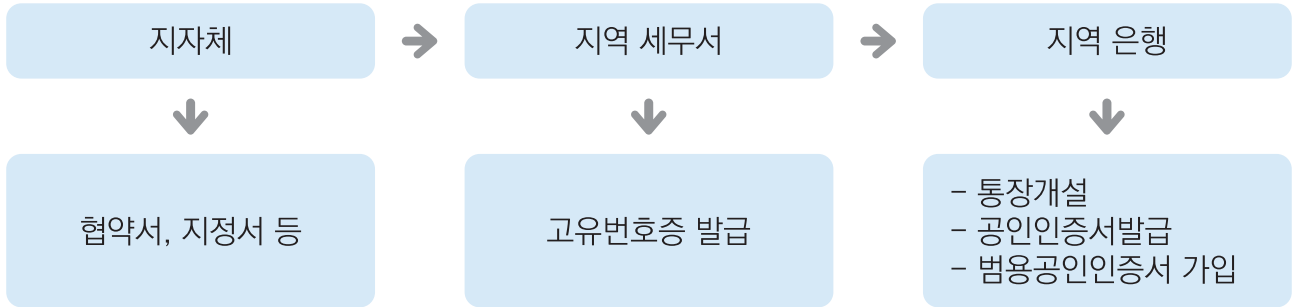 지자체
지역 세무서
지역 은행
협약서, 지정서 등
고유번호증 발급
- 통장개설
- 공인인증서발급
- 범용공인인증서 가입